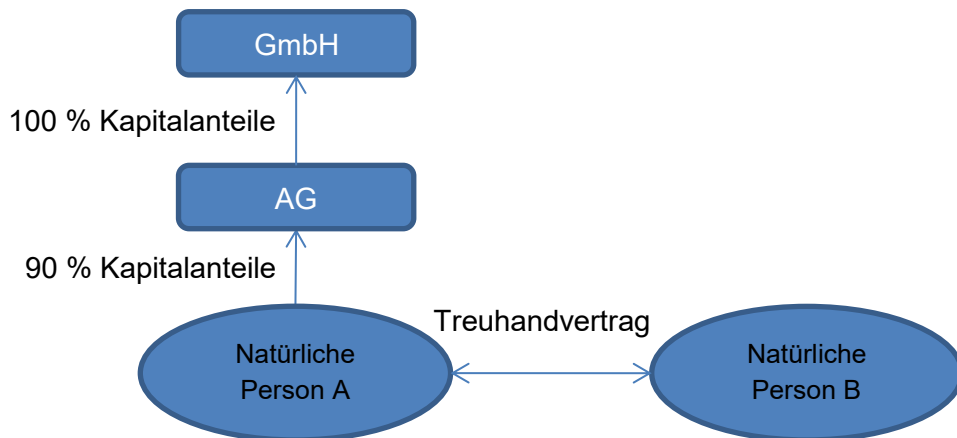 GmbH
100 % Kapitalanteile
AG
90 % Kapitalanteile
Treuhandvertrag
Natürliche
Person A
Natürliche
Person B